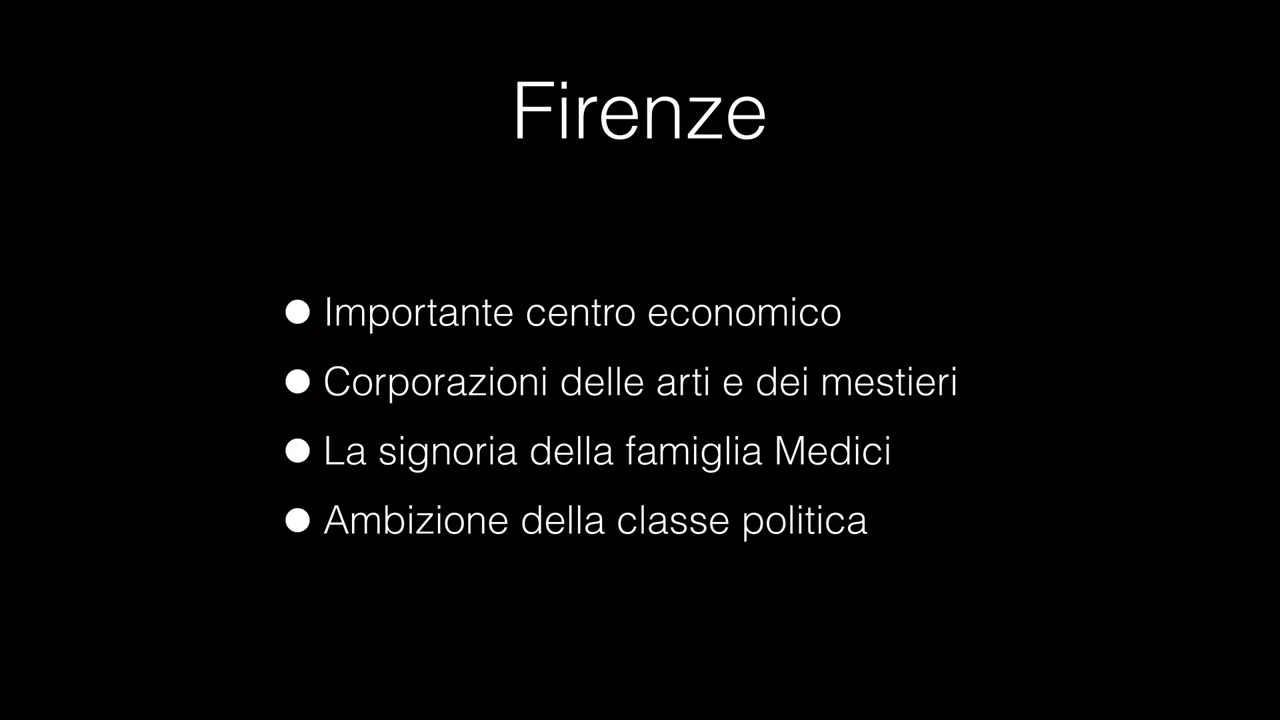 Firenze
● Importante centro economico
● Corporazioni delle arti e dei mestieri
● La signoria della famiglia Medici
● Ambizione della classe politica